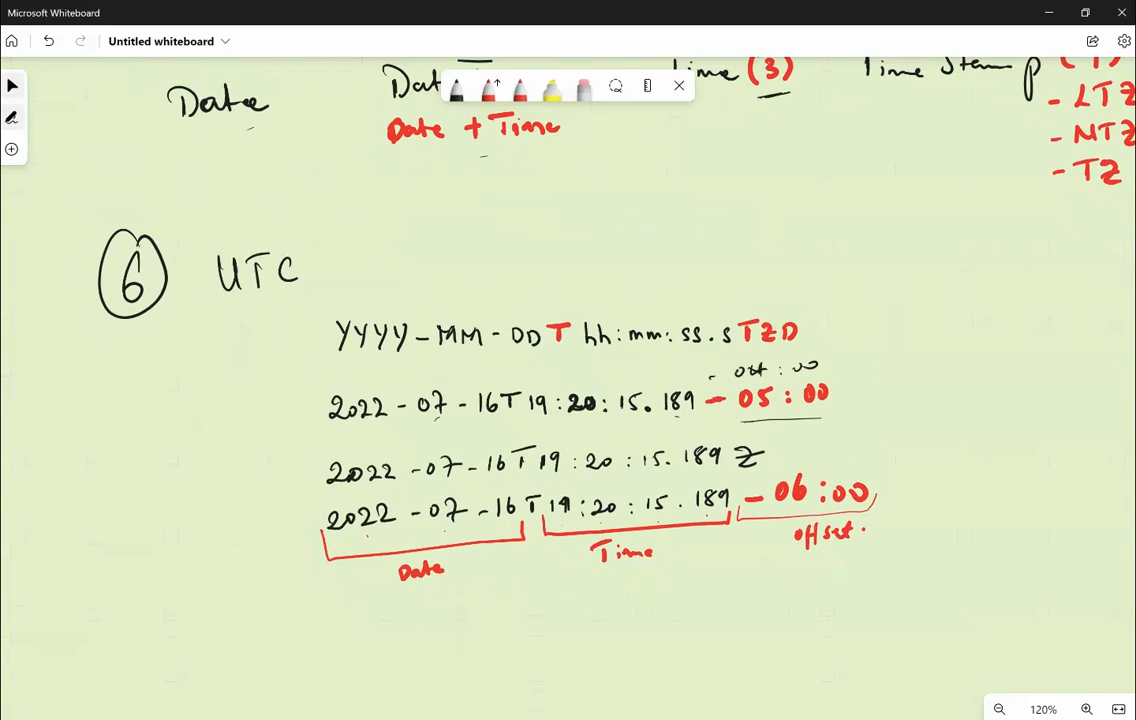 Microsoft Whiteboard
Untitled whiteboard
Date
Time (3)
Time Stamp
Date + Time
- LTZ
- NTZ
- TZ
6 UTC
YYYY-MM-DDThh:mm:ss.sTZD
2022-07-16T19:20:15.189-05:00
2022-07-16T19:20:15.189Z
2022-07-16T19:20:15.189-06:00
Date
Time
offset.
120%